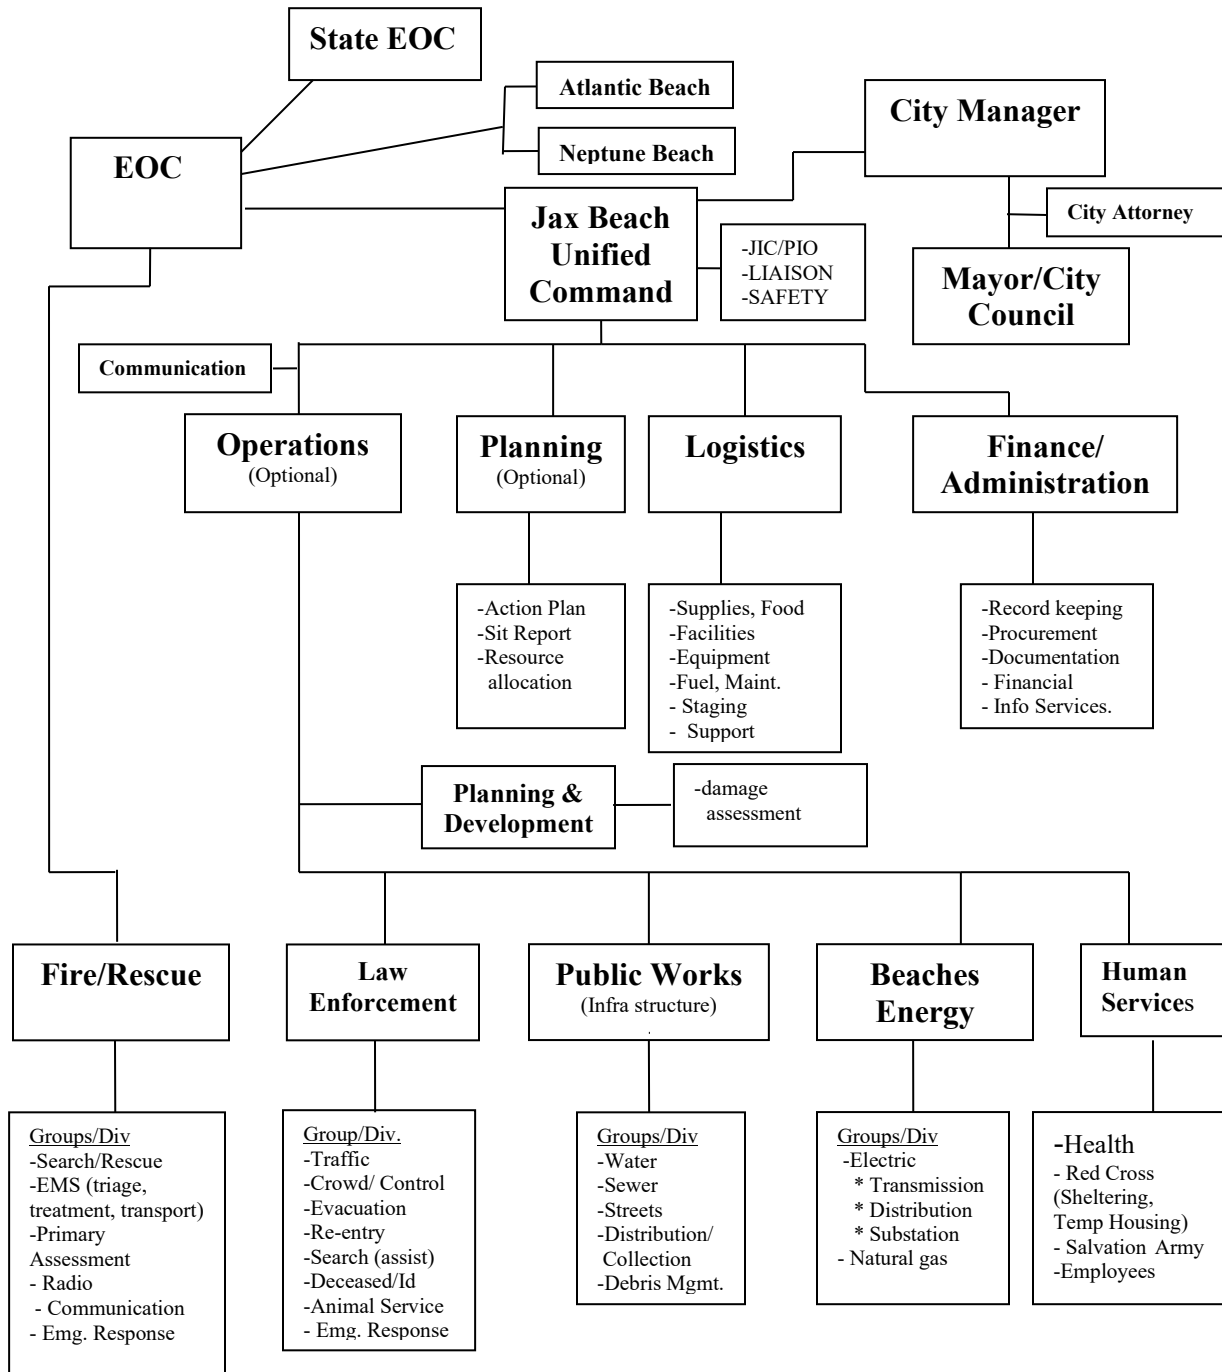 State EOC
Atlantic Beach
Neptune Beach
City Manager
EOC
City Attorney
Jax Beach
Unified
Command
-JIC/PIO
-LIAISON
-SAFETY
Mayor/City
Council
Communication
Operations
(Optional)
Planning
(Optional)
Logistics
Finance/
Administration
-Action Plan
-Sit Report
-Resource
allocation
-Supplies, Food
-Facilities
-Equipment
-Fuel, Maint.
- Staging
- Support
-Record keeping
-Procurement
-Documentation
- Financial
- Info Services.
Planning &
Development
-damage
assessment
Fire/Rescue
Law
Enforcement
Public Works
(Infra structure)
Beaches
Energy
Human
Services
Groups/Div
-Search/Rescue
-EMS (triage,
treatment, transport)
-Primary
Assessment
- Radio
- Communication
- Emg. Response
Group/Div.
-Traffic
-Crowd/ Control
-Evacuation
-Re-entry
-Search (assist)
-Deceased/Id
-Animal Service
- Emg. Response
Groups/Div
-Water
-Sewer
-Streets
-Distribution/
Collection
-Debris Mgmt.
Groups/Div
-Electric
* Transmission
* Distribution
* Substation
- Natural gas
-Health
- Red Cross
(Sheltering,
Temp Housing)
- Salvation Army
-Employees